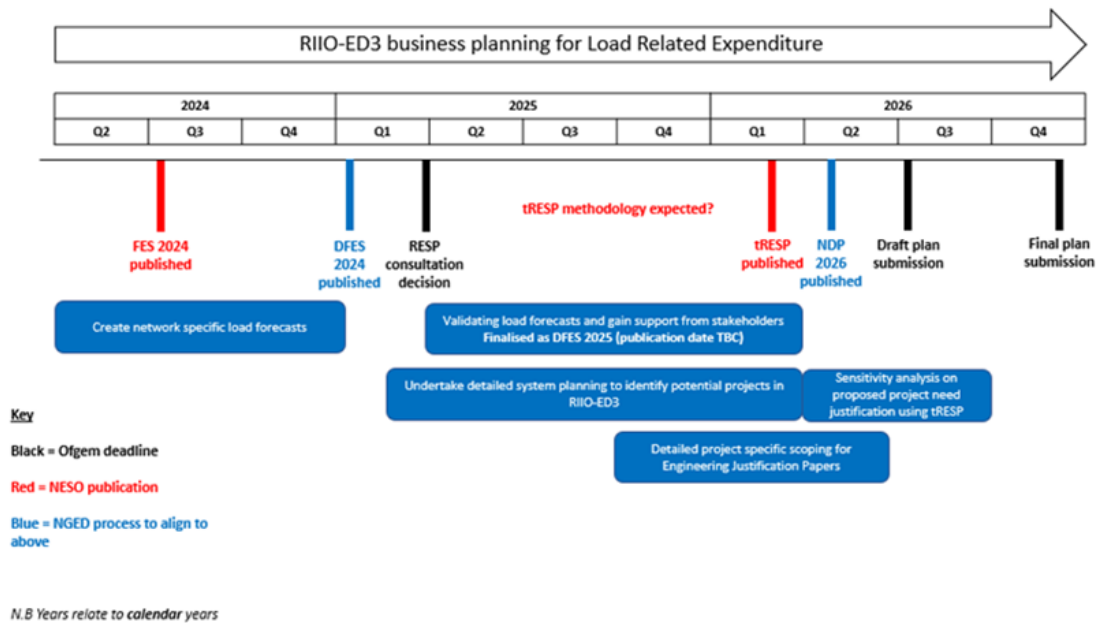 RIIO-ED3 business planning for Load Related Expenditure
2024 2025 2026
Q2 Q3 Q4 Q1 Q2 Q3 Q4 Q1 Q2 Q3 Q4
tRESP methodology expected?
FES 2024
published
DFES
2024
published
RESP
consultation
decision
tRESP
published
NDP
2026
published
Draft plan
submission
Final plan
submission
Create network specific load forecasts
Validating load forecasts and gain support from stakeholders
Finalised as DFES 2025 (publication date TBC)
Undertake detailed system planning to identify potential projects in
RIIO-ED3
Sensitivity analysis on
proposed project need
justification using tRESP
Detailed project specific scoping for
Engineering Justification Papers
Key
Black = Ofgem deadline
Red = NESO publication
Blue = NGED process to align to
above
N.B Years relate to calendar years